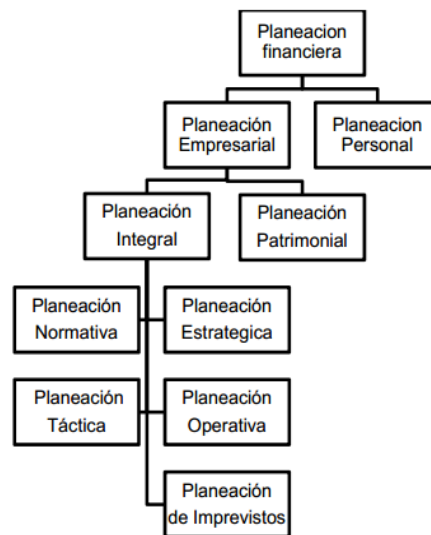 Planeacion
financiera
Planeación
Empresarial
Planeacion
Personal
Planeación
Integral
Planeación
Patrimonial
Planeación
Normativa
Planeación
Estrategica
Planeación
Táctica
Planeación
Operativa
Planeación
de Imprevistos